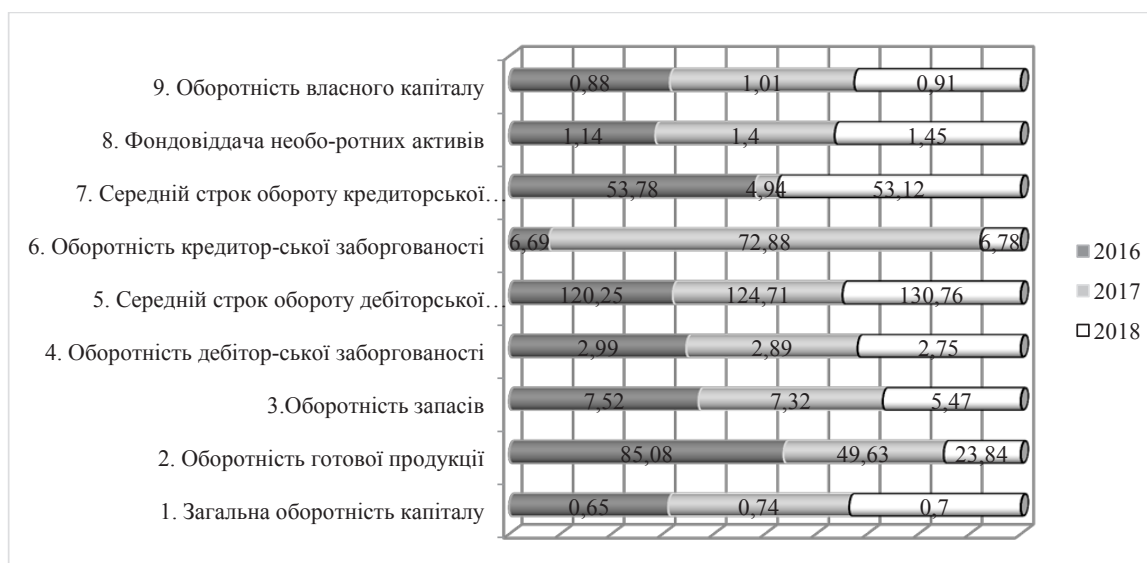 9. Оборотність власного капіталу
0,88 1,01 0,91
8. Фондовіддача необо-ротних активів
1,14 1,4 1,45
7. Середній строк обороту кредиторської…
53,78 4,94 53,12
6. Оборотність кредитор-ської заборгованості
6,69 72,88 6,78
5. Середній строк обороту дебіторської…
120,25 124,71 130,76
4. Оборотність дебітор-ської заборгованості
2,99 2,89 2,75
3.Оборотність запасів
7,52 7,32 5,47
2. Оборотність готової продукції
85,08 49,63 23,84
1. Загальна оборотність капіталу
0,65 0,74 0,7
2016
2017
2018